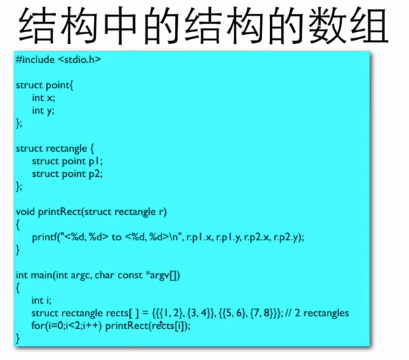 结构中的结构的数组
#include <stdio.h>
struct point{
int x;
int y;
};
struct rectangle {
struct point p1;
struct point p2;
};
void printRect(struct rectangle r)
{
printf("<%d, %d> to <%d, %d>\n", r.p1.x, r.p1.y, r.p2.x, r.p2.y);
}
int main(int argc, char const *argv[])
{
int i;
struct rectangle rects[ ] = {{{1, 2}, {3, 4}}, {{5, 6}, {7, 8}}}; // 2 rectangles
for(i=0;i<2;i++) printRect(rects[i]);
}